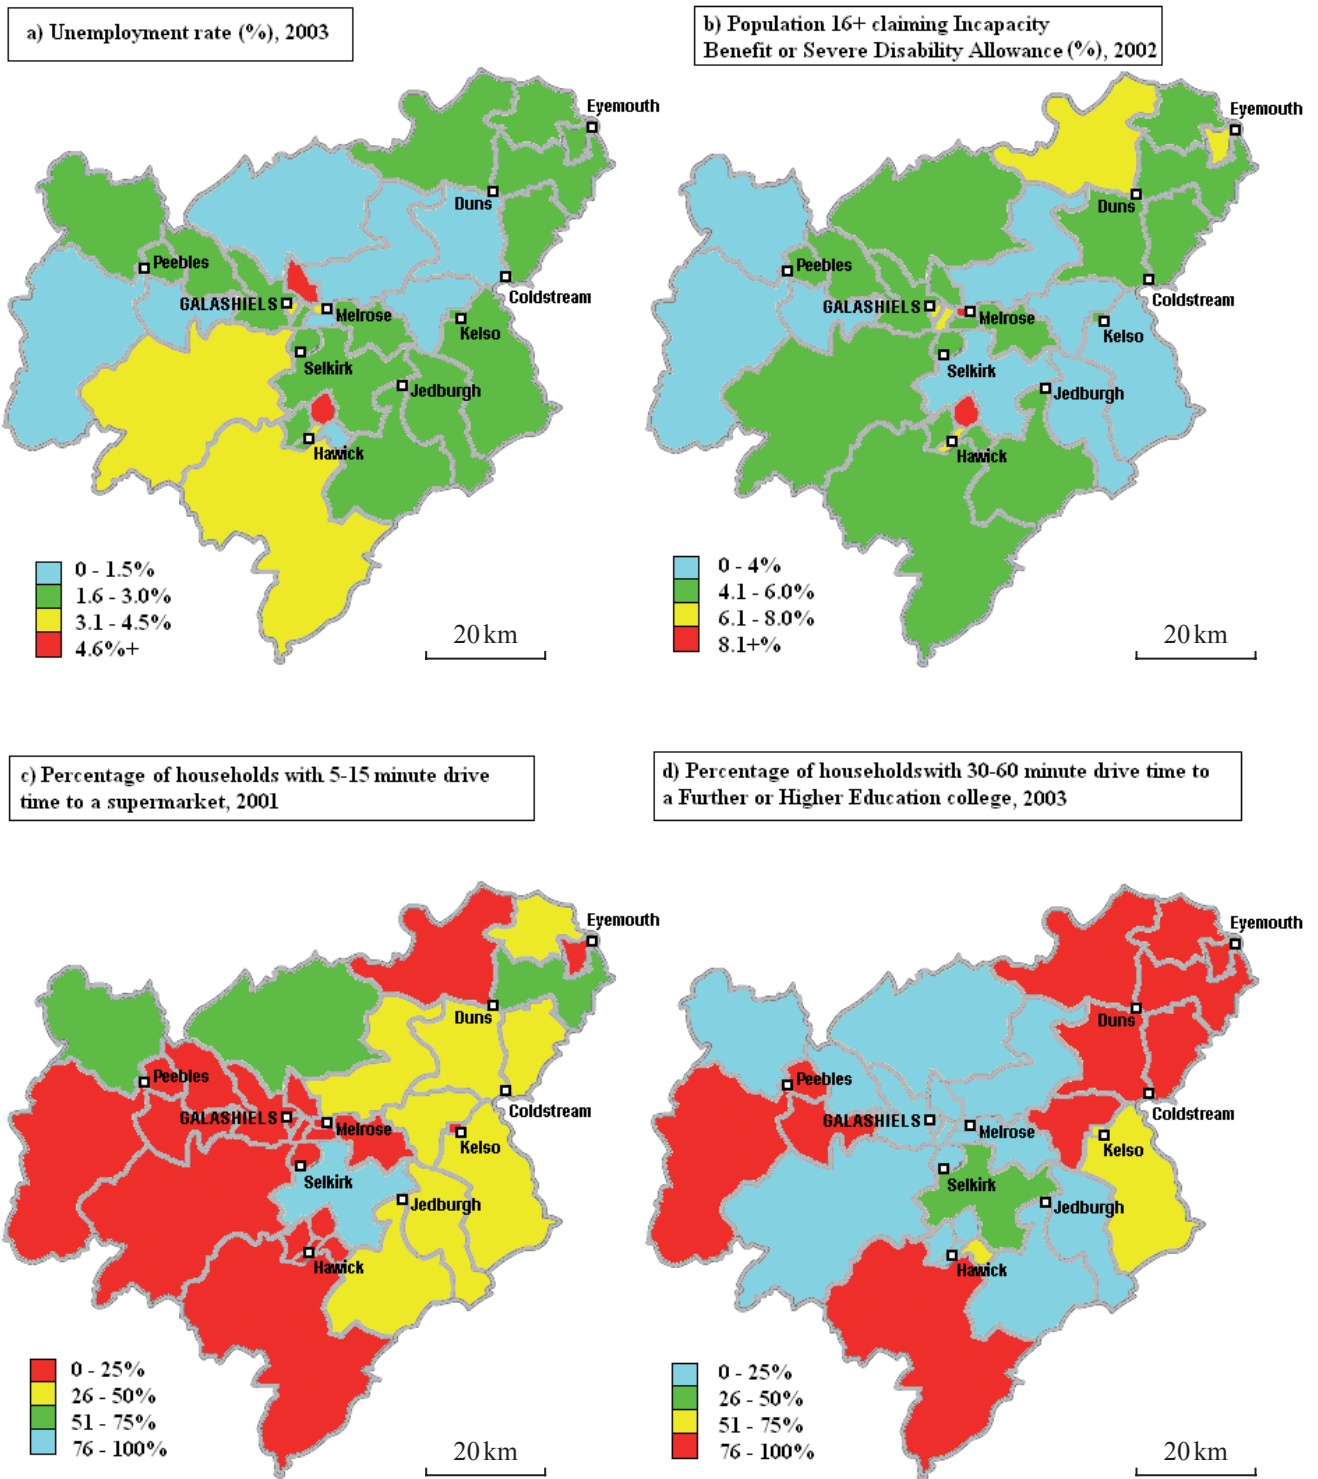 a) Unemployment rate (%), 2003
Eyemouth
Duns
Peebles
GALASHIELS
Melrose
Coldstream
Kelso
Selkirk
Jedburgh
Hawick
0 - 1.5%
1.6 - 3.0%
3.1 - 4.5%
4.6%+
20 km
b) Population 16+ claiming Incapacity
Benefit or Severe Disability Allowance (%), 2002
Eyemouth
Duns
Peebles
GALASHIELS
Melrose
Coldstream
Kelso
Selkirk
Jedburgh
Hawick
0 - 4%
4.1 - 6.0%
6.1 - 8.0%
8.1+%
20 km
c) Percentage of households with 5-15 minute drive
time to a supermarket, 2001
Eyemouth
Duns
Peebles
GALASHIELS
Melrose
Coldstream
Kelso
Selkirk
Jedburgh
Hawick
0 - 25%
26 - 50%
51 - 75%
76 - 100%
20 km
d) Percentage of householdswith 30-60 minute drive time to
a Further or Higher Education college, 2003
Eyemouth
Duns
Peebles
GALASHIELS
Melrose
Coldstream
Kelso
Selkirk
Jedburgh
Hawick
0 - 25%
26 - 50%
51 - 75%
76 - 100%
20 km